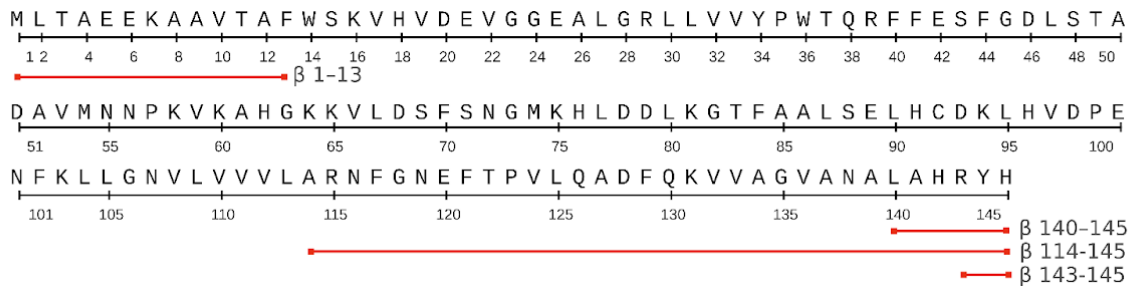 M L T A E E K A A V T A F W S K V H V D E V G G E A L G R L L V V Y P W T Q R F F E S F G D L S T A
1 2 4 6 8 10 12 14 16 18 20 22 24 26 28 30 32 34 36 38 40 42 44 46 48 50
β 1–13
D A V M N N P K V K A H G K K V L D S F S N G M K H L D D L K G T F A A L S E L H C D K L H V D P E
51 55 60 65 70 75 80 85 90 95 100
N F K L L G N V L V V V L A R N F G N E F T P V L Q A D F Q K V V A G V A N A L A H R Y H
101 105 110 115 120 125 130 135 140 145
β 140–145
β 114-145
β 143-145